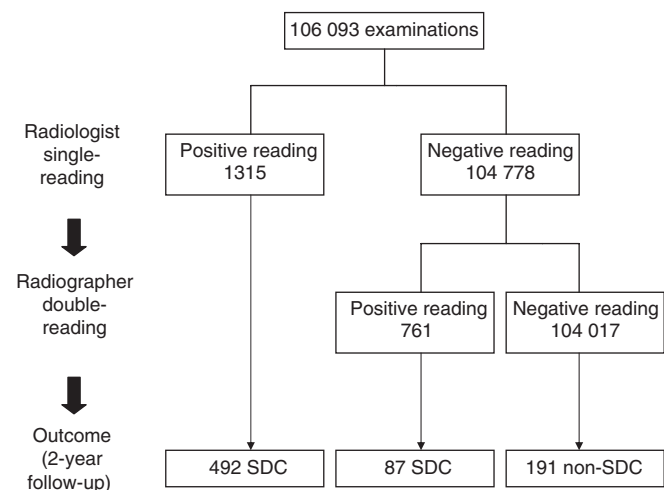 106 093 examinations
Radiologist
single-
reading
Positive reading
1315
Negative reading
104 778
Radiographer
double-
reading
Positive reading
761
Negative reading
104 017
Outcome
(2-year
follow-up)
492 SDC
87 SDC
191 non-SDC